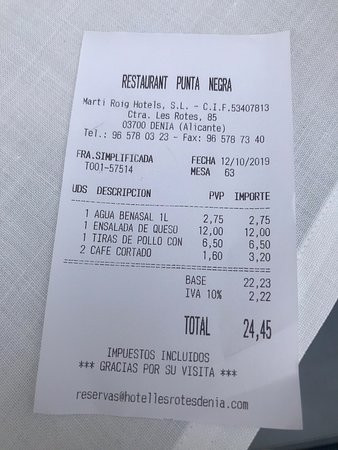 RESTAURANT PUNTA NEGRA
Marti Roig Hotels, S.L. - C.I.F.53407813
Ctra. Les Rotes, 85
03700 DENIA (Alicante)
Tel.: 96 578 03 23 - Fax: 96 578 73 40
FRA.SIMPLIFICADA FECHA 12/10/2019
T001-57514 MESA 63
UDS DESCRIPCION PVP IMPORTE
1 AGUA BENASAL 1L 2,75 2,75
1 ENSALADA DE QUESO 12,00 12,00
1 TIRAS DE POLLO CON 6,50 6,50
2 CAFE CORTADO 1,60 3,20
BASE 22,23
IVA 10% 2,22
TOTAL 24,45
IMPUESTOS INCLUIDOS
*** GRACIAS POR SU VISITA ***
reservas@hotellesrotesdenia.com